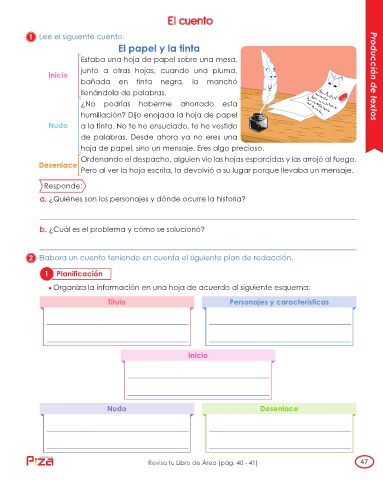 El cuento
1 Lee el siguiente cuento.
El papel y la tinta
Inicio
Estaba una hoja de papel sobre una mesa,
junto a otras hojas, cuando una pluma,
bañada en tinta negra, la manchó
llenándola de palabras.
Nudo
¿No podrías haberme ahorrado esta
humillación? Dijo enojada la hoja de papel
a la tinta. No te he ensuciado, te he vestido
de palabras. Desde ahora ya no eres una
hoja de papel, sino un mensaje. Eres algo precioso.
Desenlace
Ordenando el despacho, alguien vio las hojas esparcidas y las arrojó al fuego.
Pero al ver la hoja escrita, la devolvió a su lugar porque llevaba un mensaje.
Responde:
a. ¿Quiénes son los personajes y dónde ocurre la historia?
b. ¿Cuál es el problema y cómo se solucionó?
2 Elabora un cuento teniendo en cuenta el siguiente plan de redacción.
1 Planificación
• Organiza la información en una hoja de acuerdo al siguiente esquema:
Título
Personajes y características
Inicio
Nudo
Desenlace
Pizza
Revisa tu Libro de Área (pág. 40 - 41)
47
Producción de textos